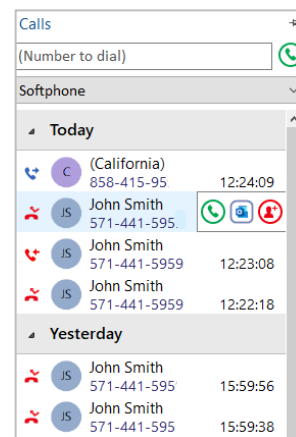 Calls
(Number to dial)
Softphone
Today
C
(California)
858-415-95
12:24:09
JS
John Smith
571-441-595
JS
John Smith
571-441-5959
12:23:08
JS
John Smith
571-441-5959
12:22:18
Yesterday
JS
John Smith
571-441-595
15:59:56
JS
John Smith
571-441-595
15:59:38